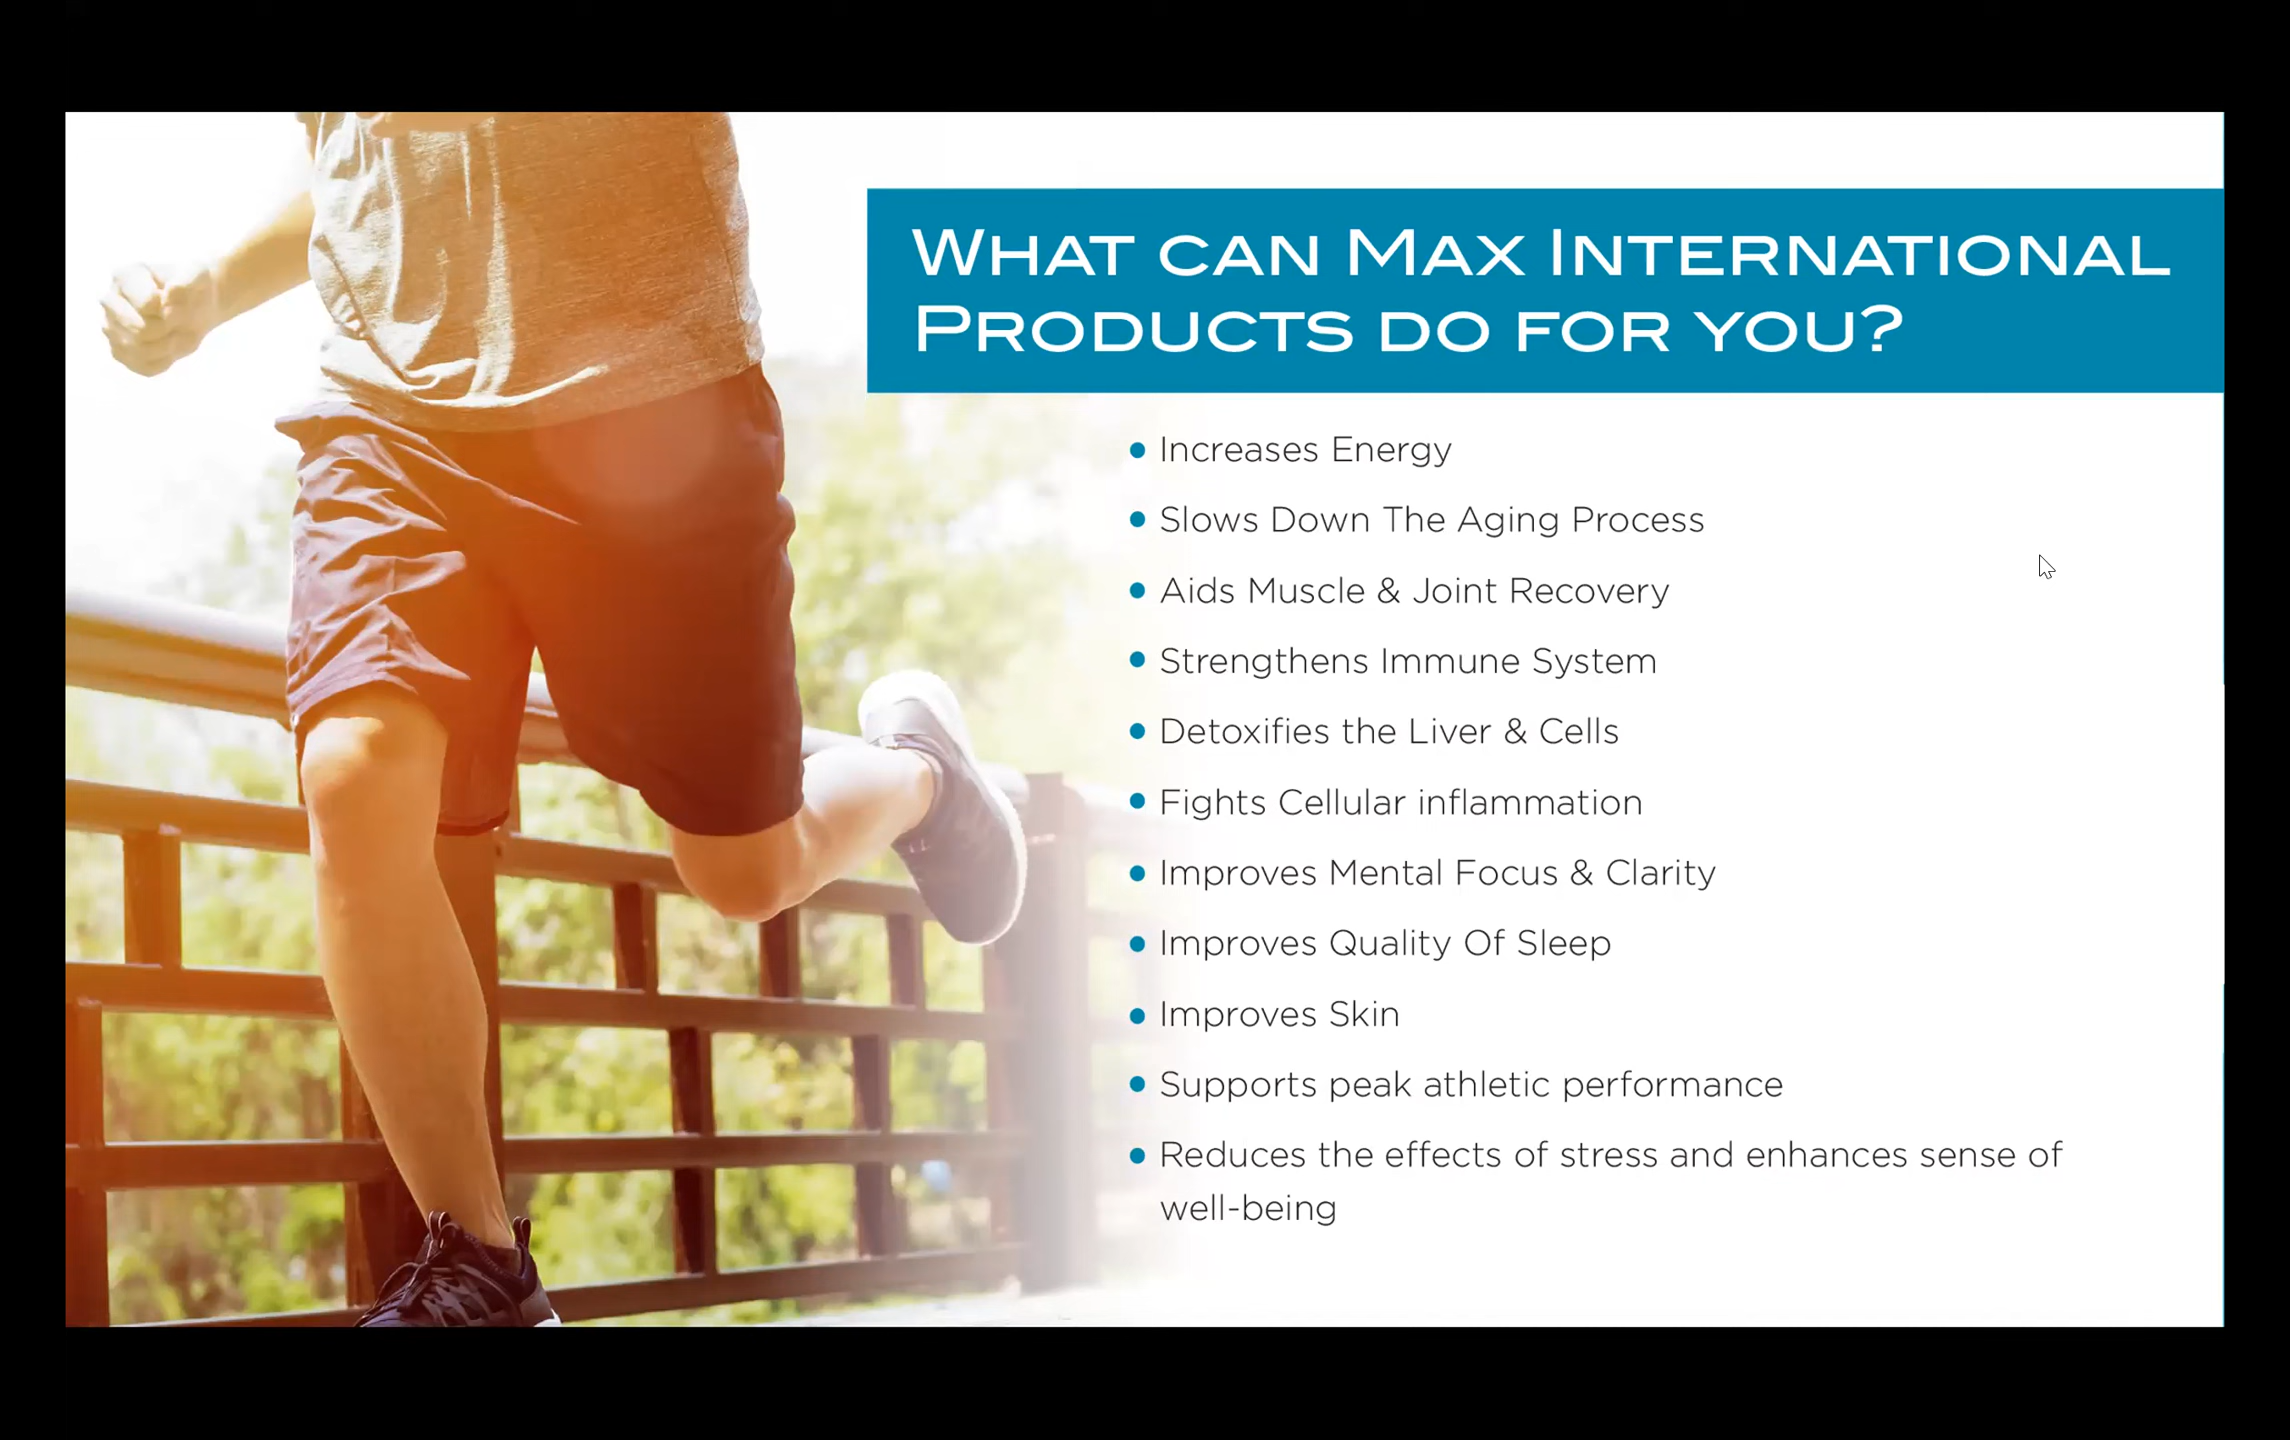 What can Max International
Products do for you?
• Increases Energy
• Slows Down The Aging Process
• Aids Muscle & Joint Recovery
• Strengthens Immune System
• Detoxifies the Liver & Cells
• Fights Cellular inflammation
• Improves Mental Focus & Clarity
• Improves Quality Of Sleep
• Improves Skin
• Supports peak athletic performance
• Reduces the effects of stress and enhances sense of
well-being